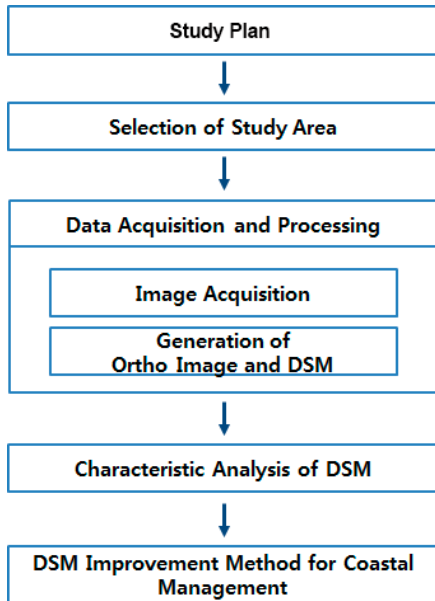 Study Plan
Selection of Study Area
Data Acquisition and Processing
Image Acquisition
Generation of
Ortho Image and DSM
Characteristic Analysis of DSM
DSM Improvement Method for Coastal
Management